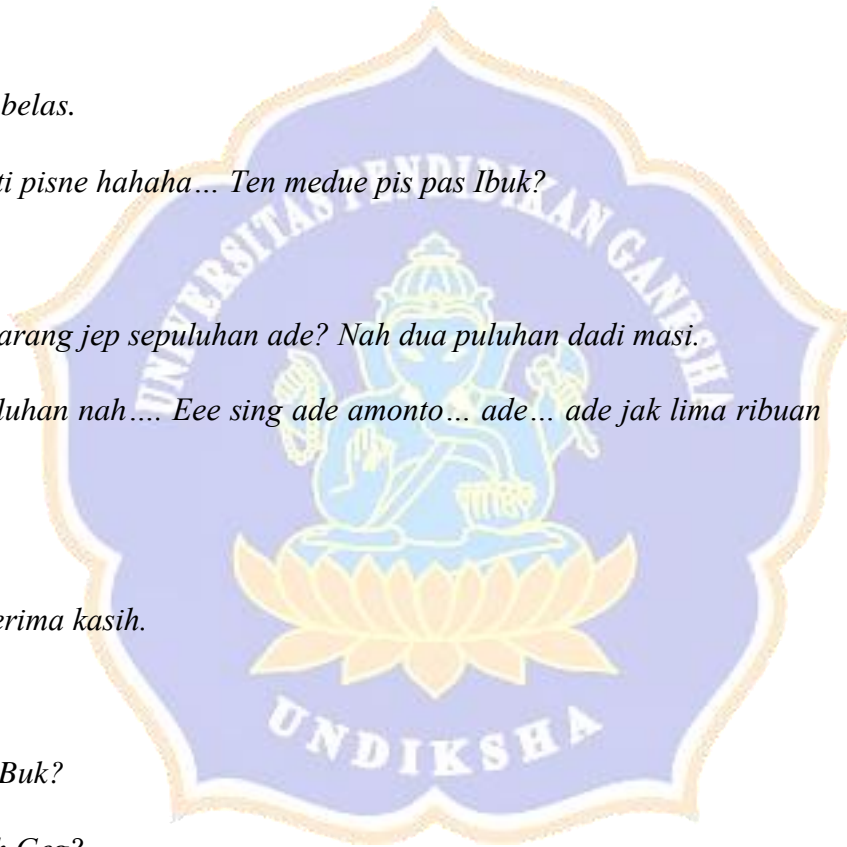 belas.
ti pisne hahaha… Ten medue pis pas Ibuk?
arang jep sepuluhan ade? Nah dua puluhan dadi masi.
luhan nah…. Eee sing ade amonto… ade… ade jak lima ribuan
erima kasih.
Buk?
Geg?
UNIVERSITAS PENDIDIKAN GANESHA
UNDIKSHA